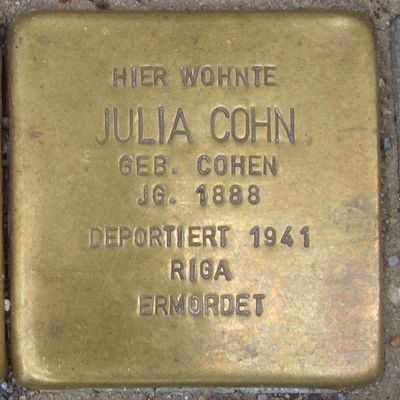 HIER WOHNTE
JULIA COHN
GEB. COHEN
JG. 1888
DEPORTIERT 1941
RIGA
ERMORDET